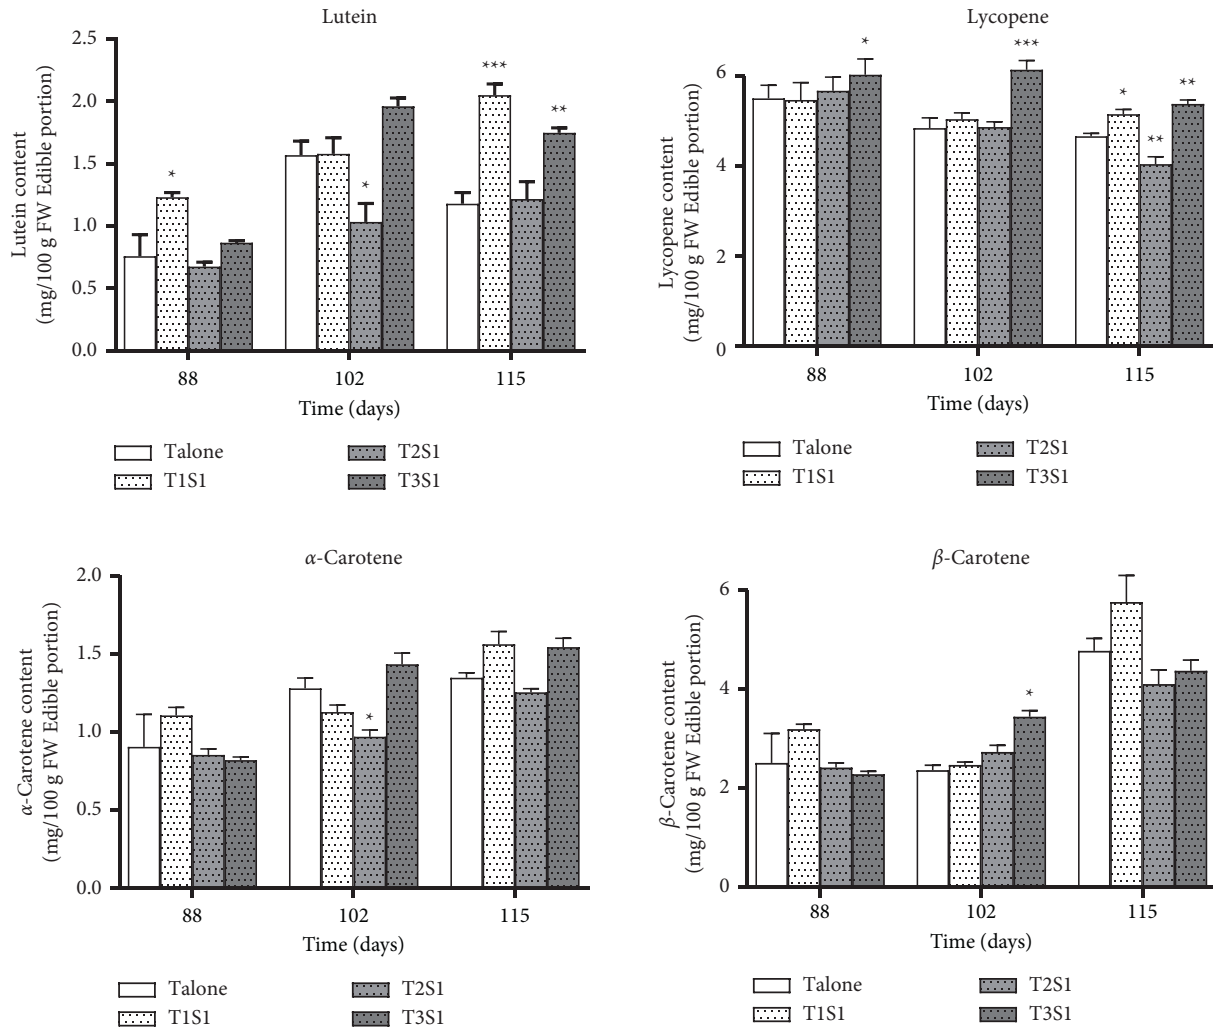 Lutein
Lutein content
(mg/100 g FW Edible portion)
2.5
2.0
1.5
1.0
0.5
0.0
*
*
***
**
88
102
115
Time (days)
Talone
T2S1
T1S1
T3S1
Lycopene
Lycopene content
(mg/100 g FW Edible portion)
6
4
2
0
*
***
*
**
**
88
102
115
Time (days)
Talone
T2S1
T1S1
T3S1
α-Carotene
α-Carotene content
(mg/100 g FW Edible portion)
2.0
1.5
1.0
0.5
0.0
*
88
102
115
Time (days)
Talone
T2S1
T1S1
T3S1
β-Carotene
β-Carotene content
(mg/100 g FW Edible portion)
6
4
2
0
*
88
102
115
Time (days)
Talone
T2S1
T1S1
T3S1